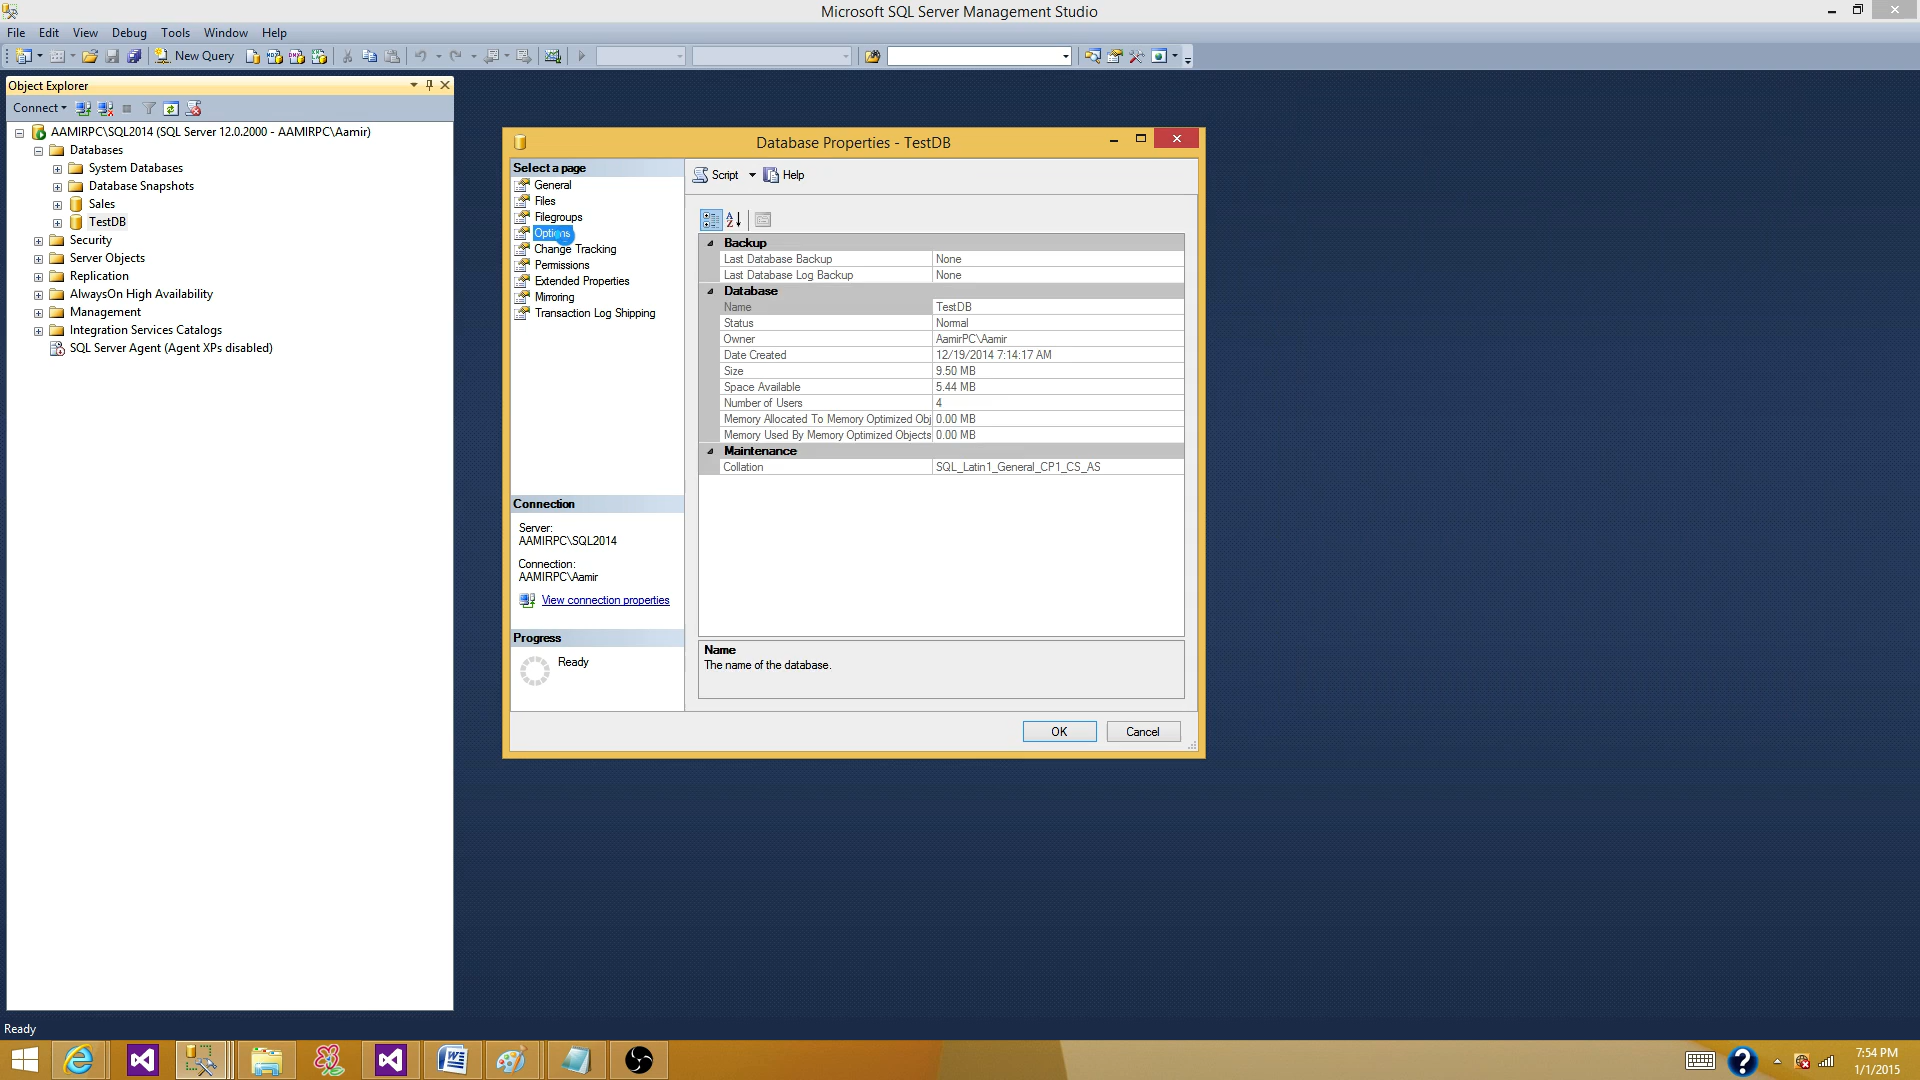 Microsoft SQL Server Management Studio
File Edit View Debug Tools Window Help
New Query
Object Explorer
Connect
AAMIRPC\SQL2014 (SQL Server 12.0.2000 - AAMIRPC\Aamir)
Databases
System Databases
Database Snapshots
Sales
TestDB
Security
Server Objects
Replication
AlwaysOn High Availability
Management
Integration Services Catalogs
SQL Server Agent (Agent XPs disabled)
Database Properties - TestDB
Select a page
General
Files
Filegroups
Options
Change Tracking
Permissions
Extended Properties
Mirroring
Transaction Log Shipping
Connection
Server:
AAMIRPC\SQL2014
Connection:
AAMIRPC\Aamir
View connection properties
Progress
Ready
Script Help
Backup
Last Database Backup None
Last Database Log Backup None
Database
Name TestDB
Status Normal
Owner AamirPC\Aamir
Date Created 12/19/2014 7:14:17 AM
Size 9.50 MB
Space Available 5.44 MB
Number of Users 4
Memory Allocated To Memory Optimized Obj 0.00 MB
Memory Used By Memory Optimized Objects 0.00 MB
Maintenance
Collation SQL_Latin1_General_CP1_CS_AS
Name
The name of the database.
OK Cancel
Ready
7:54 PM
1/1/2015